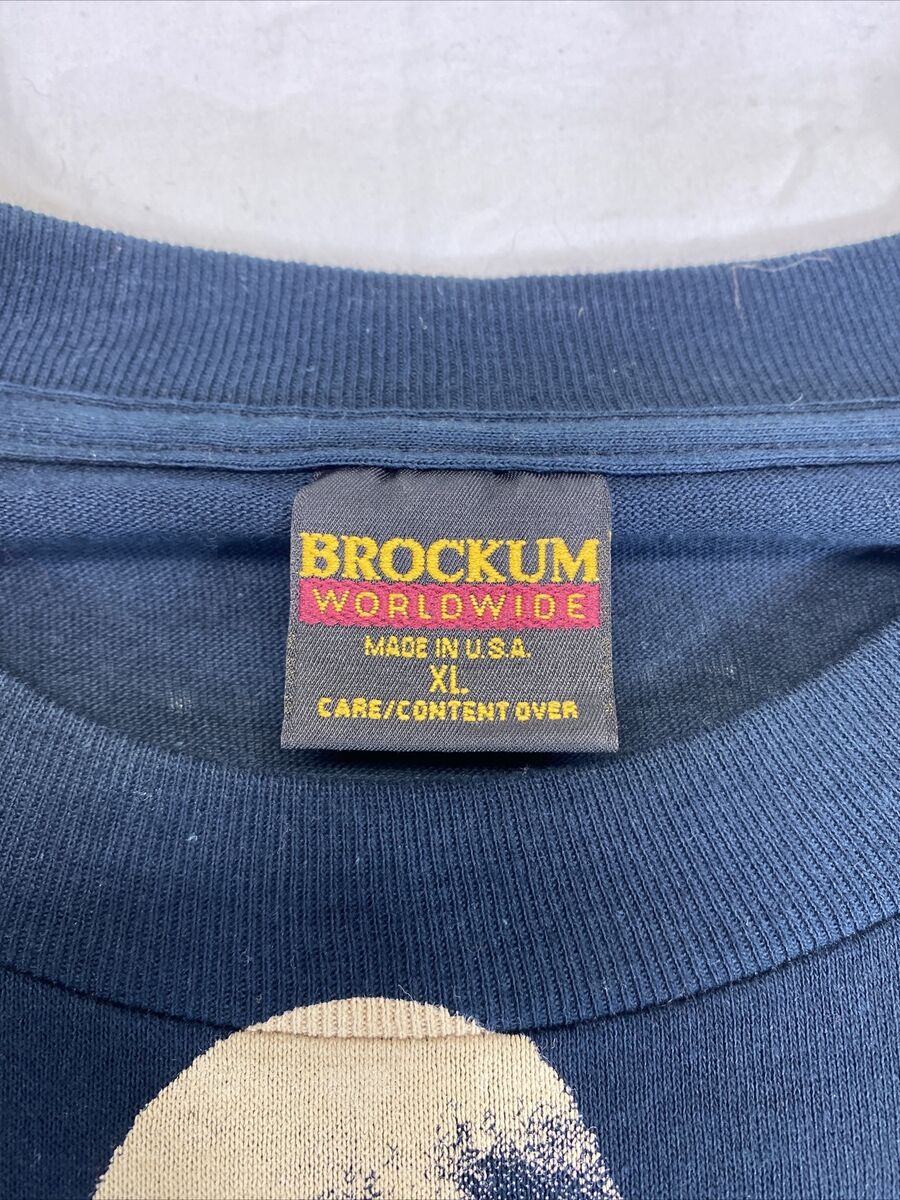 BROCKUM
WORLDWIDE
MADE IN U.S.A.
XL
CARE/CONTENT OVER